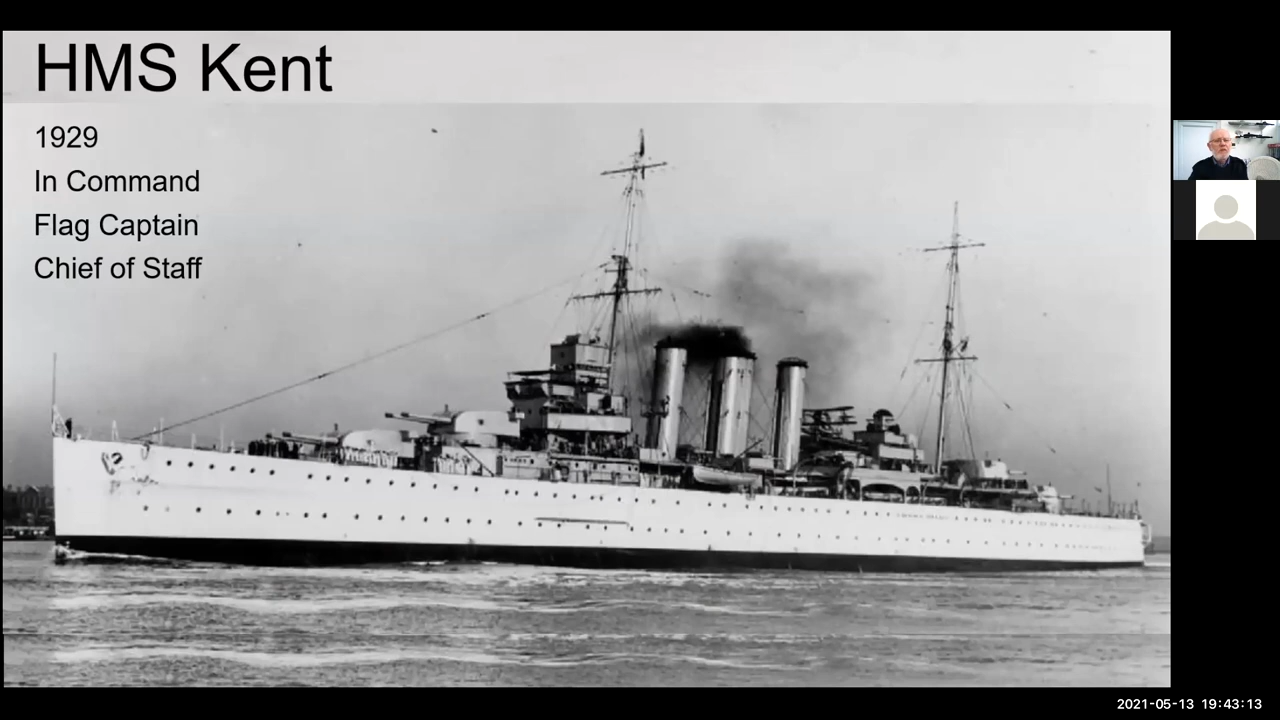 HMS Kent
1929
In Command
Flag Captain
Chief of Staff
2021-05-13 19:43:13